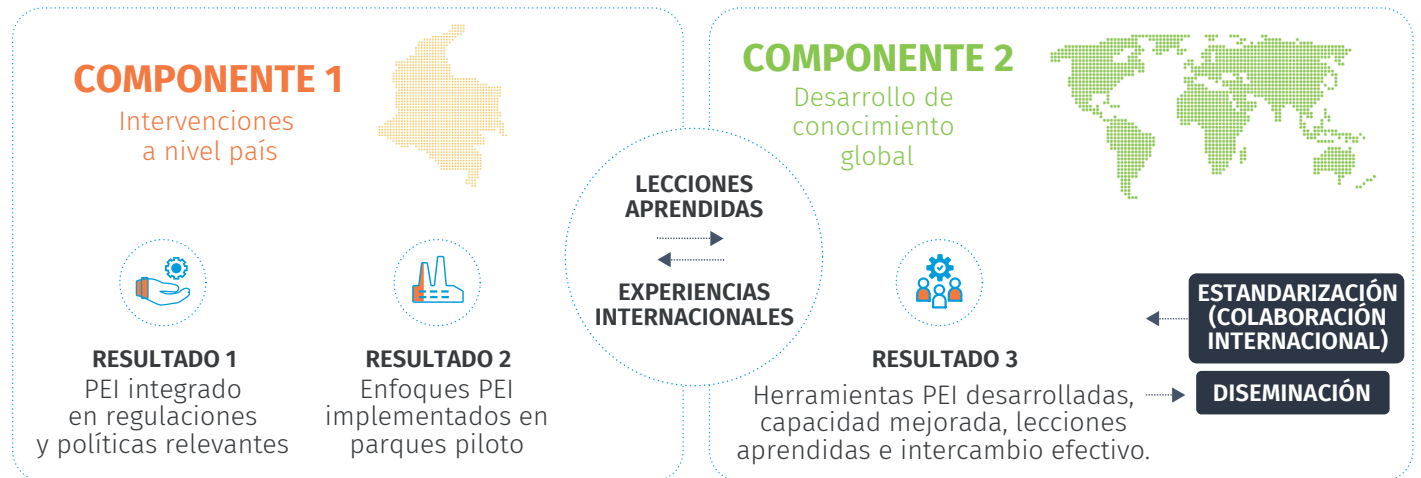 COMPONENTE 1
Intervenciones
a nivel país
RESULTADO 1
PEI integrado
en regulaciones
y políticas relevantes
RESULTADO 2
Enfoques PEI
implementados en
parques piloto
LECCIONES
APRENDIDAS
EXPERIENCIAS
INTERNACIONALES
COMPONENTE 2
Desarrollo de
conocimiento
global
RESULTADO 3
Herramientas PEI desarrolladas,
capacidad mejorada, lecciones
aprendidas e intercambio efectivo.
ESTANDARIZACIÓN
(COLABORACIÓN
INTERNACIONAL)
DISEMINACIÓN